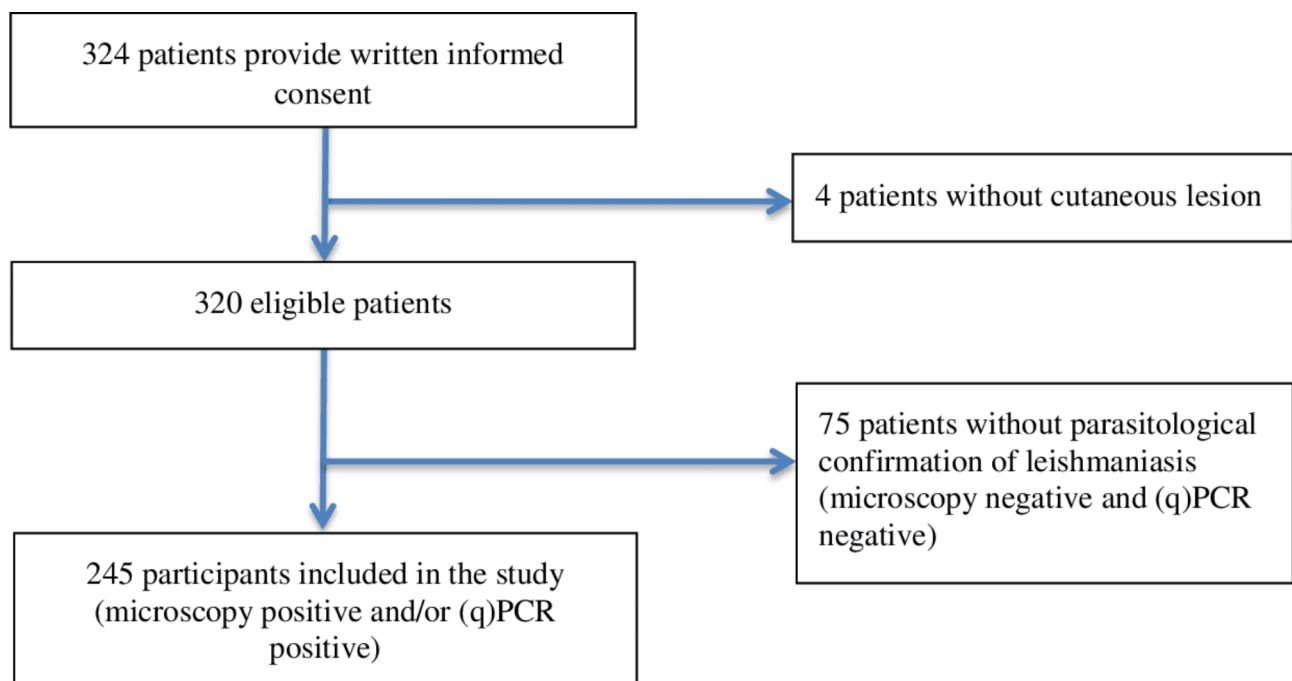 324 patients provide written informed
consent
4 patients without cutaneous lesion
320 eligible patients
75 patients without parasitological
confirmation of leishmaniasis
(microscopy negative and (q)PCR
negative)
245 participants included in the study
(microscopy positive and/or (q)PCR
positive)